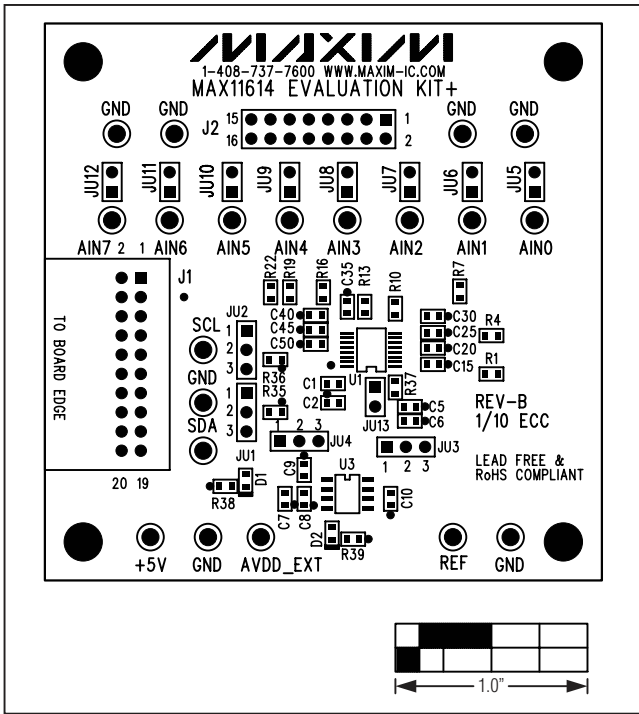 MAXIM
1-408-737-7600 WWW.MAXIM-IC.COM
MAX11614 EVALUATION KIT+
GND GND GND GND
J2 15 1
16 2
JU12 JU11 JU10 JU9 JU8 JU7 JU6 JU5
AIN7 AIN6 AIN5 AIN4 AIN3 AIN2 AIN1 AIN0
2 1
J1
TO BOARD EDGE
20 19
R22 R19 R16 C35 R13 R10 R7
JU2
SCL 1
2
3
GND
1
2
SDA 3
JU1
C40
C45
C50
C30
C25
C20
C15
R4
R1
R36
R35
U1
C1
C2
JU13
R37
C5
C6
1 2 3
JU4
1 2 3
JU3
REV-B
1/10 ECC
LEAD FREE &
RoHS COMPLIANT
R38
D1
C9
U3
C7
C8
C10
D2
R39
+5V GND AVDD_EXT REF GND
1.0"